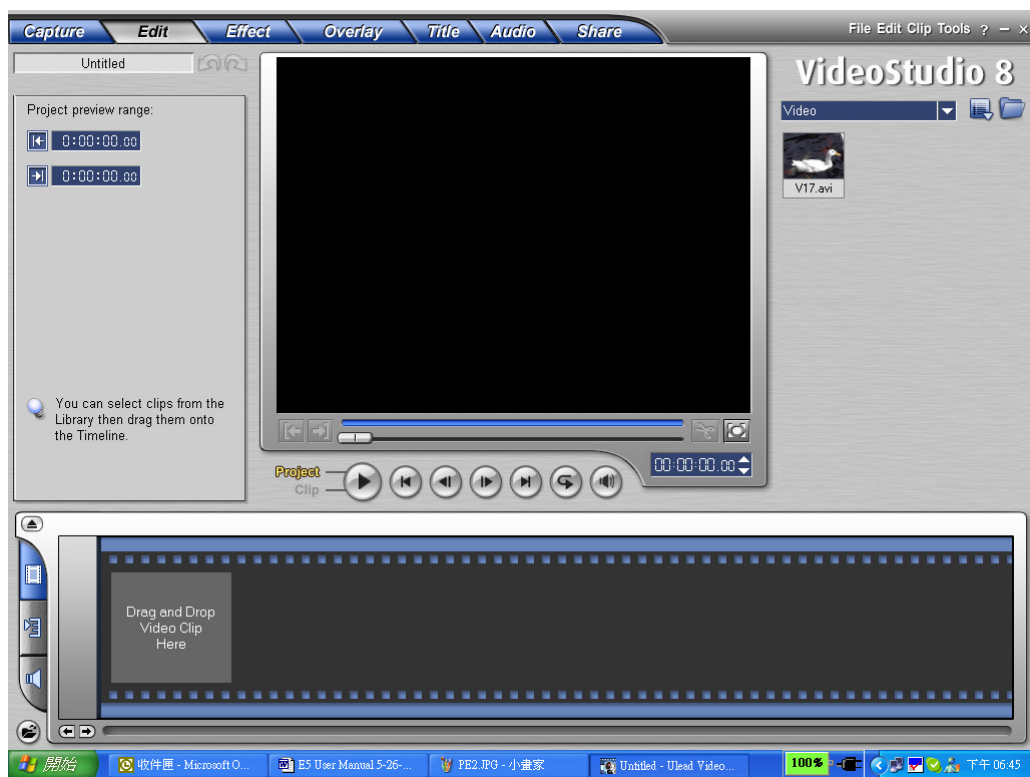 Capture Edit Effect Overlay Title Audio Share File Edit Clip Tools ? – ×
Untitled
VideoStudio 8
Project preview range:
Video
0:00:00.00
0:00:00.00
V17.avi
You can select clips from the
Library then drag them onto
the Timeline.
Project
Clip
00:00:00.00
Drag and Drop
Video Clip
Here
開始 收件匣 - Microsoft O... E5 User Manual 5-26-... PE2.JPG - 小畫家 Untitled - Ulead Video... 100% 下午 06:45